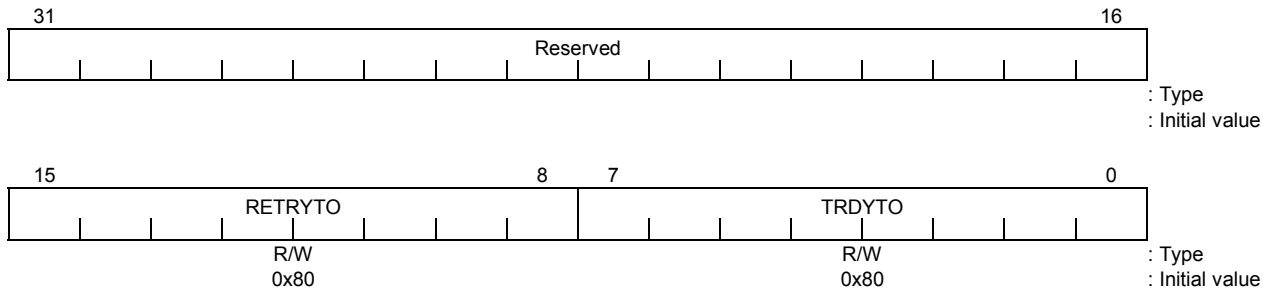 31 16
Reserved
: Type
: Initial value
15 8 7 0
RETRYTO TRDYTO
R/W R/W : Type
0x80 0x80 : Initial value